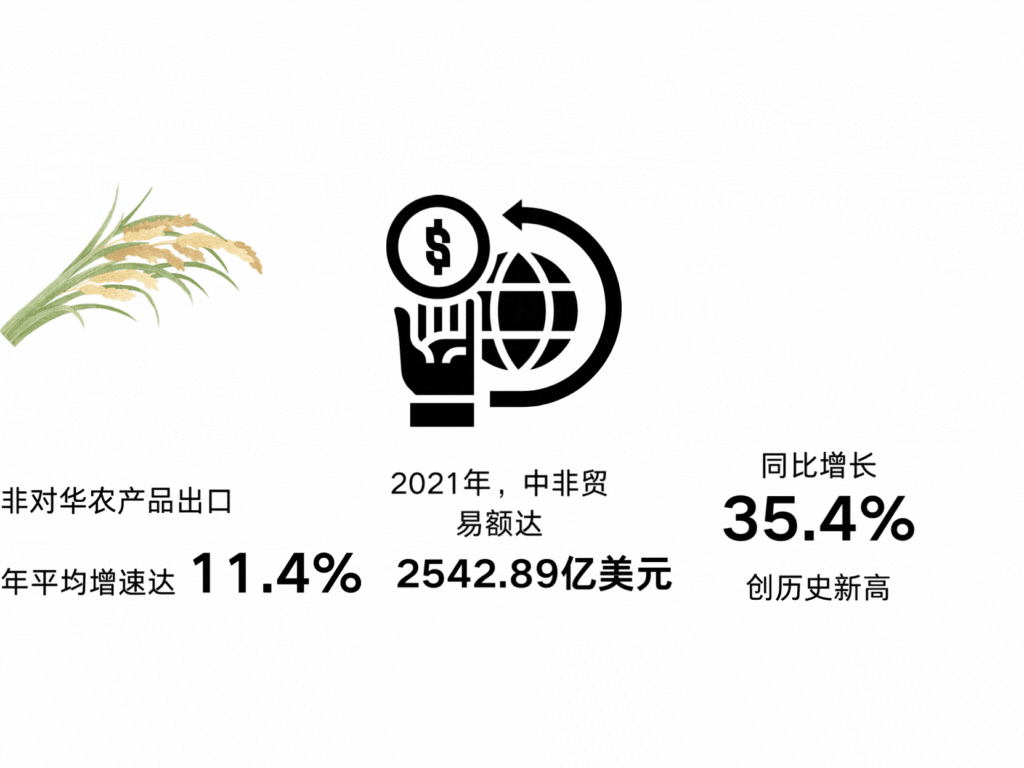 非对华农产品出口
年平均增速达 11.4%
2021年，中非贸
易额达
2542.89亿美元
同比增长
35.4%
创历史新高